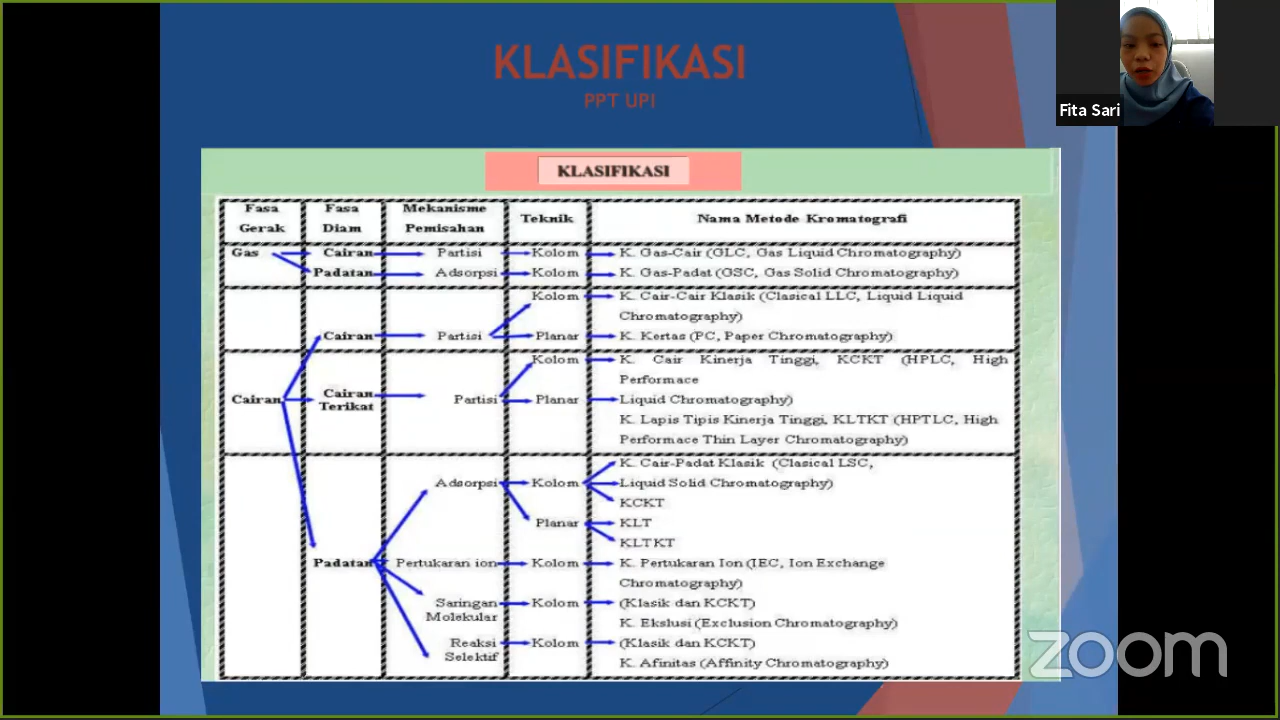 KLASIFIKASI
PPT UPI
Fita Sari
KLASIFIKASI
Fasa Gerak
Fasa Diam
Mekanisme Pemisahan
Teknik
Nama Metode Kromatografi
Gas
Cairan
Partisi
Kolom
K. Gas-Cair (GLC, Gas Liquid Chromatography)
Padatan
Adsorpsi
Kolom
K. Gas-Padat (GSC, Gas Solid Chromatography)
Kolom
K. Cair-Cair Klasik (Clasical LLC, Liquid Liquid
Chromatography)
Cairan
Partisi
Planar
K. Kertas (PC, Paper Chromatography)
Kolom
K. Cair Kinerja Tinggi, KCKT (HPLC, High
Performace
Cairan
Cairan
Terikat
Partisi
Planar
Liquid Chromatography)
K. Lapis Tipis Kinerja Tinggi, KLTKT (HPTLC, High
Performace Thin Layer Chromatography)
K. Cair-Padat Klasik (Clasical LSC,
Adsorpsi
Kolom
Liquid Solid Chromatography)
KCKT
Planar
KLT
KLTKT
Padatan
Pertukaran ion
Kolom
K. Pertukaran Ion (IEC, Ion Exchange
Chromatography)
Saringan
Molekular
Kolom
(Klasik dan KCKT)
K. Ekslusi (Exclusion Chromatography)
Reaksi
Selektif
Kolom
(Klasik dan KCKT)
K. Afinitas (Affinity Chromatography)
zoom